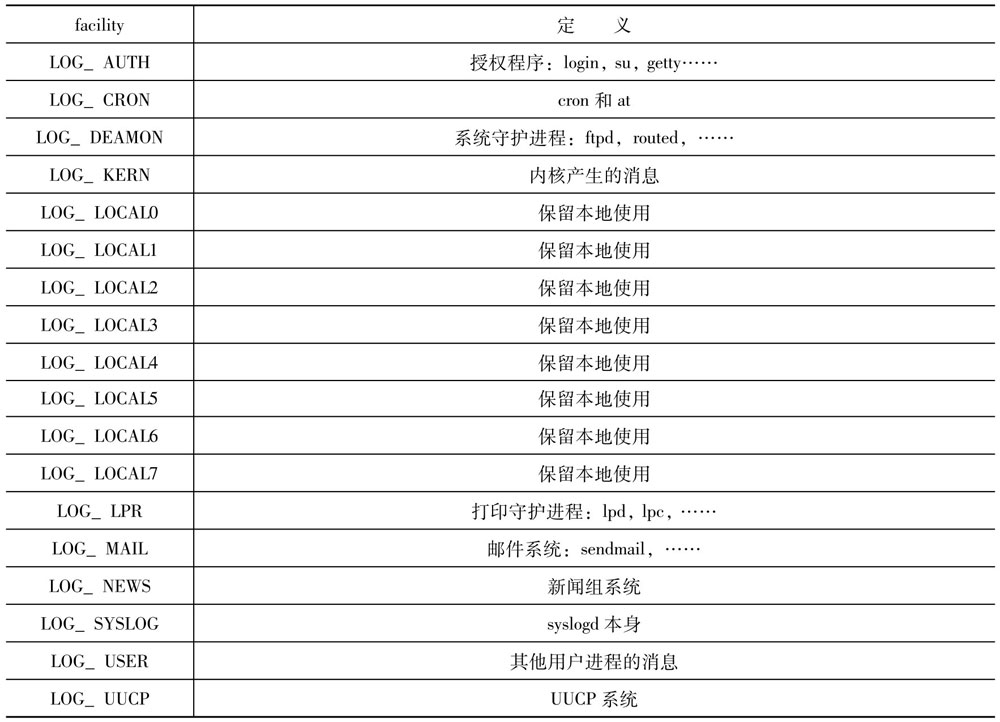 facility 定 义
LOG_ AUTH 授权程序：login，su，getty……
LOG_ CRON cron 和 at
LOG_ DEAMON 系统守护进程：ftpd，routed，……
LOG_ KERN 内核产生的消息
LOG_ LOCAL0 保留本地使用
LOG_ LOCAL1 保留本地使用
LOG_ LOCAL2 保留本地使用
LOG_ LOCAL3 保留本地使用
LOG_ LOCAL4 保留本地使用
LOG_ LOCAL5 保留本地使用
LOG_ LOCAL6 保留本地使用
LOG_ LOCAL7 保留本地使用
LOG_ LPR 打印守护进程：lpd，lpc，……
LOG_ MAIL 邮件系统：sendmail，……
LOG_ NEWS 新闻组系统
LOG_ SYSLOG syslogd 本身
LOG_ USER 其他用户进程的消息
LOG_ UUCP UUCP 系统